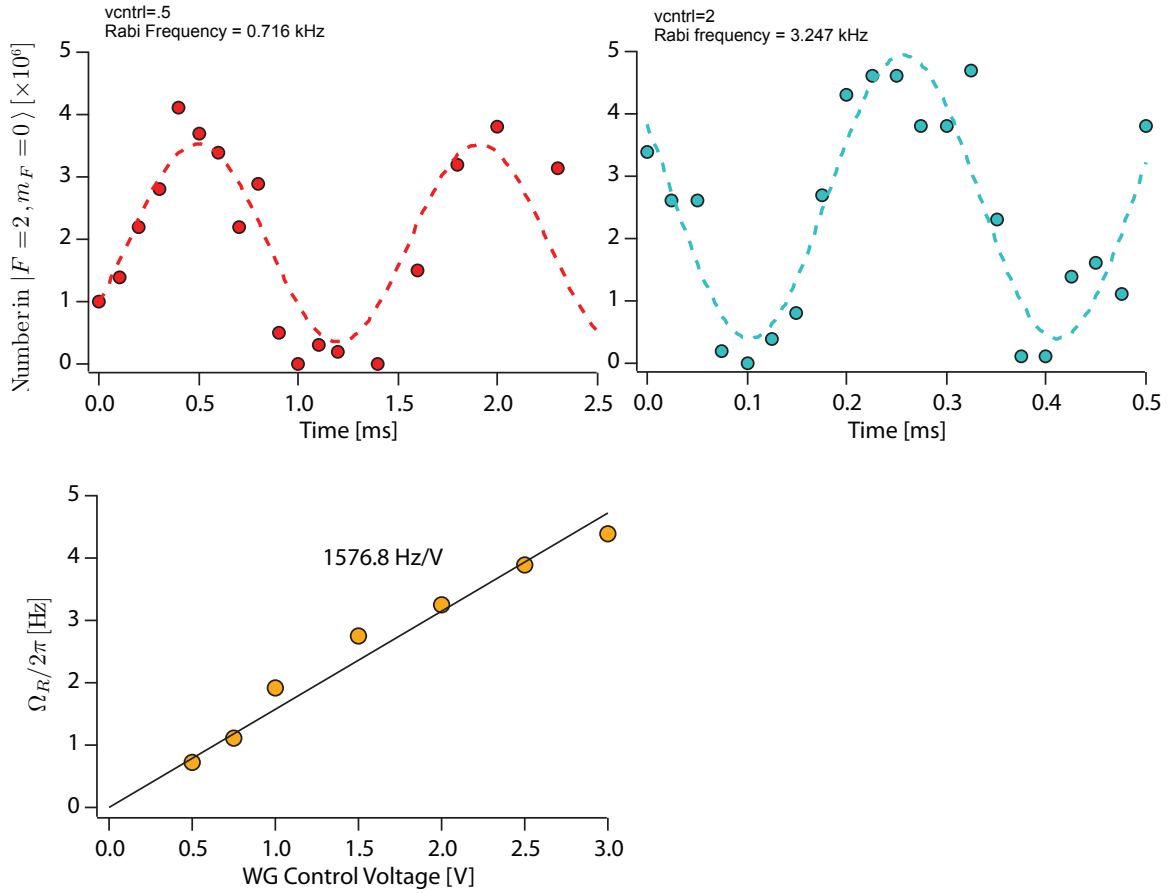 vcntrl=.5
Rabi Frequency = 0.716 kHz
Number in |F = 2, m_F = 0⟩ [×10⁶]
5
4
3
2
1
0
0.0 0.5 1.0 1.5 2.0 2.5
Time [ms]
vcntrl=2
Rabi frequency = 3.247 kHz
5
4
3
2
1
0
0.0 0.1 0.2 0.3 0.4 0.5
Time [ms]
Ω_R/2π [Hz]
5
4
3
2
1
0
1576.8 Hz/V
0.0 0.5 1.0 1.5 2.0 2.5 3.0
WG Control Voltage [V]